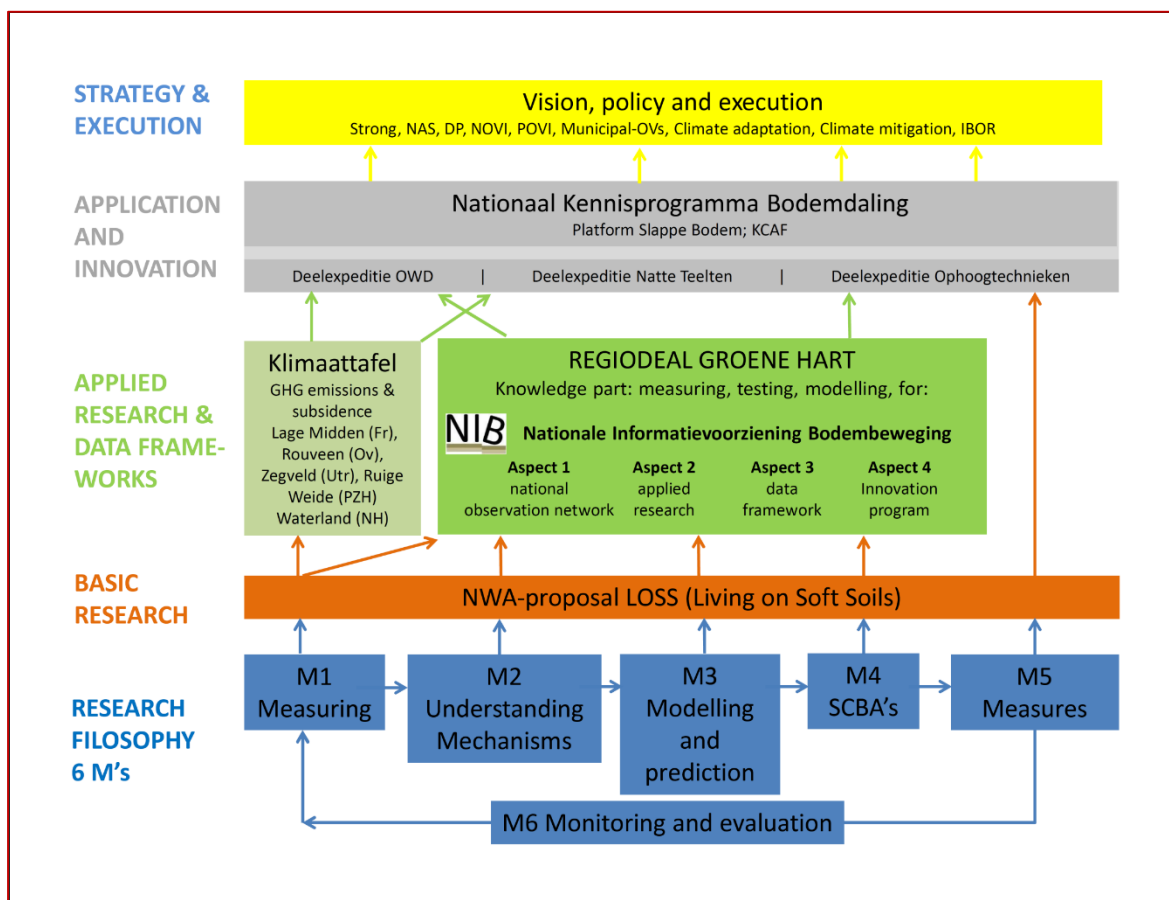 STRATEGY &
EXECUTION
Vision, policy and execution
Strong, NAS, DP, NOVI, POVI, Municipal-OVs, Climate adaptation, Climate mitigation, IBOR
APPLICATION
AND
INNOVATION
Nationaal Kennisprogramma Bodemdaling
Platform Slappe Bodem; KCAF
Deelexpeditie OWD | Deelexpeditie Natte Teelten | Deelexpeditie Ophoogtechnieken
APPLIED
RESEARCH &
DATA FRAME-
WORKS
Klimaattafel
GHG emissions &
subsidence
Lage Midden (Fr),
Rouveen (Ov),
Zegveld (Utr), Ruige
Weide (PZH)
Waterland (NH)
REGIODEAL GROENE HART
Knowledge part: measuring, testing, modelling, for:
NIB
Nationale Informatievoorziening Bodembeweging
Aspect 1
national
observation network
Aspect 2
applied
research
Aspect 3
data
framework
Aspect 4
Innovation
program
BASIC
RESEARCH
NWA-proposal LOSS (Living on Soft Soils)
RESEARCH
FILOSOPHY
6 M's
M1
Measuring
M2
Understanding
Mechanisms
M3
Modelling
and
prediction
M4
SCBA's
M5
Measures
M6 Monitoring and evaluation